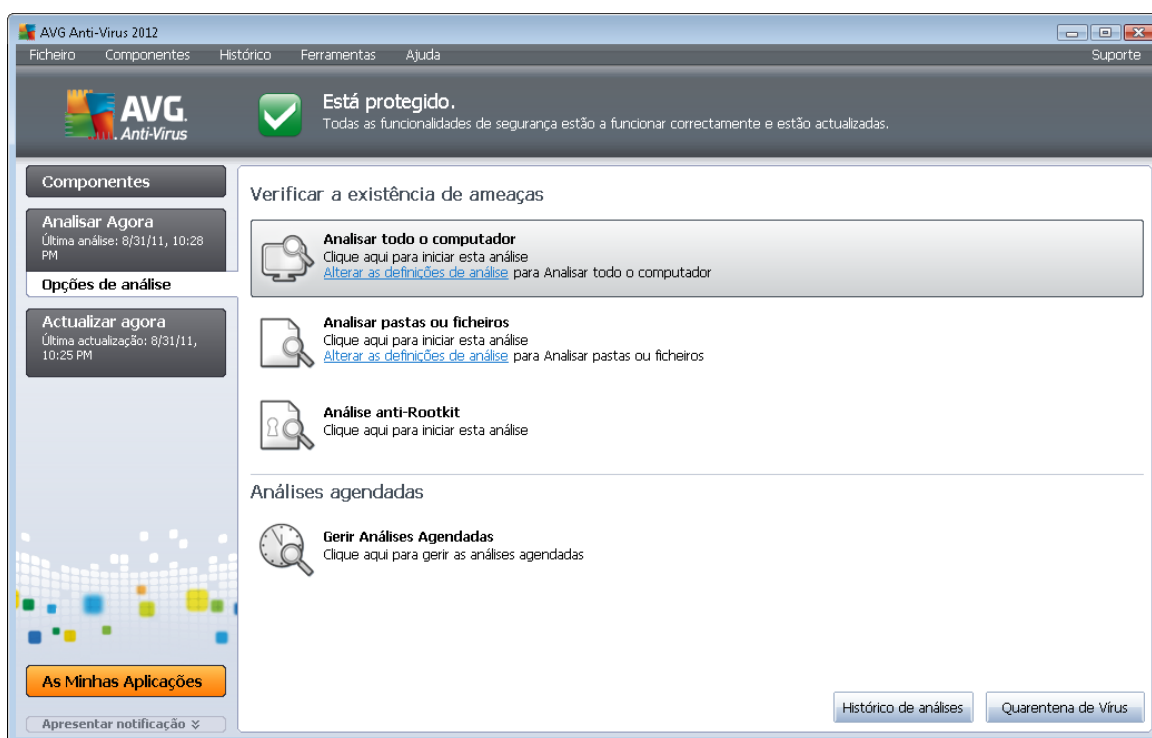 AVG Anti-Virus 2012
Ficheiro Componentes Histórico Ferramentas Ajuda Suporte
AVG.
Anti-Virus
Está protegido.
Todas as funcionalidades de segurança estão a funcionar correctamente e estão actualizadas.
Componentes
Analisar Agora
Última análise: 8/31/11, 10:28
PM
Opções de análise
Actualizar agora
Última actualização: 8/31/11,
10:25 PM
As Minhas Aplicações
Apresentar notificação
Verificar a existência de ameaças
Analisar todo o computador
Clique aqui para iniciar esta análise
Alterar as definições de análise para Analisar todo o computador
Analisar pastas ou ficheiros
Clique aqui para iniciar esta análise
Alterar as definições de análise para Analisar pastas ou ficheiros
Análise anti-Rootkit
Clique aqui para iniciar esta análise
Análises agendadas
Gerir Análises Agendadas
Clique aqui para gerir as análises agendadas
Histórico de análises
Quarentena de Vírus